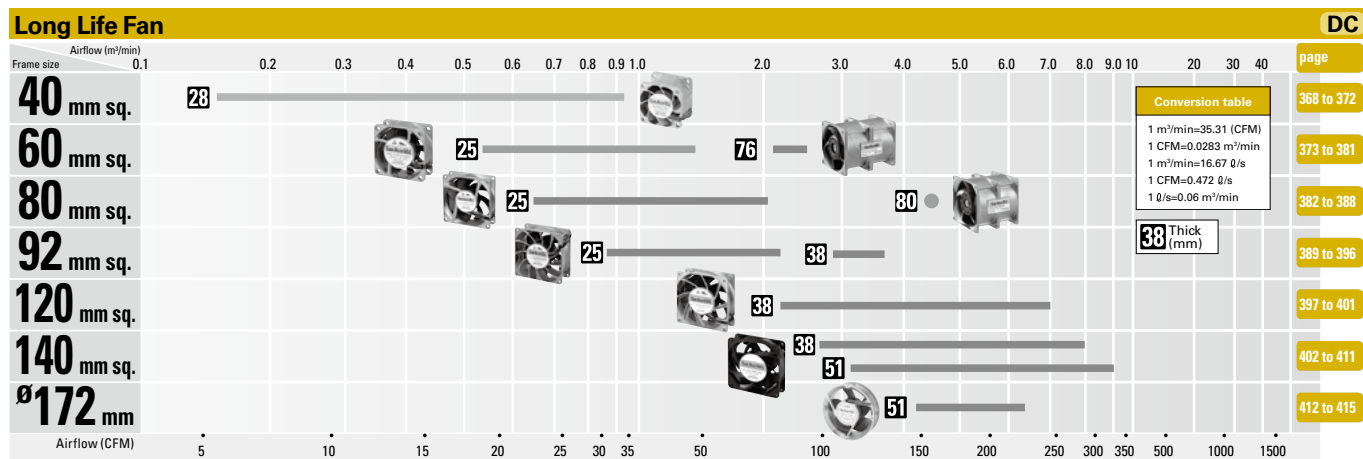 Long Life Fan DC
Airflow (m³/min)
Frame size
0.1 0.2 0.3 0.4 0.5 0.6 0.7 0.8 0.9 1.0 2.0 3.0 4.0 5.0 6.0 7.0 8.0 9.0 10 20 30 40 page
40 mm sq. 28 368 to 372
Conversion table
1 m³/min=35.31 (CFM)
1 CFM=0.0283 m³/min
1 m³/min=16.67 ℓ/s
1 CFM=0.472 ℓ/s
1 ℓ/s=0.06 m³/min
60 mm sq. 25 76 373 to 381
80 mm sq. 25 80 382 to 388
38 Thick
(mm)
92 mm sq. 25 38 389 to 396
120 mm sq. 38 397 to 401
140 mm sq. 38 51 402 to 411
ø172 mm 51 412 to 415
Airflow (CFM) 5 10 15 20 25 30 35 50 100 150 200 250 300 350 500 1000 1500